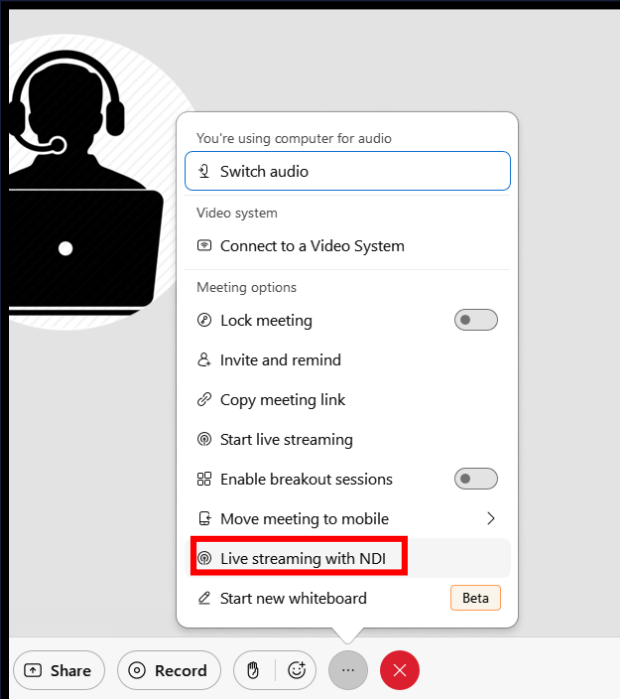 You're using computer for audio
Switch audio
Video system
Connect to a Video System
Meeting options
Lock meeting
Invite and remind
Copy meeting link
Start live streaming
Enable breakout sessions
Move meeting to mobile
Live streaming with NDI
Start new whiteboard Beta
Share Record